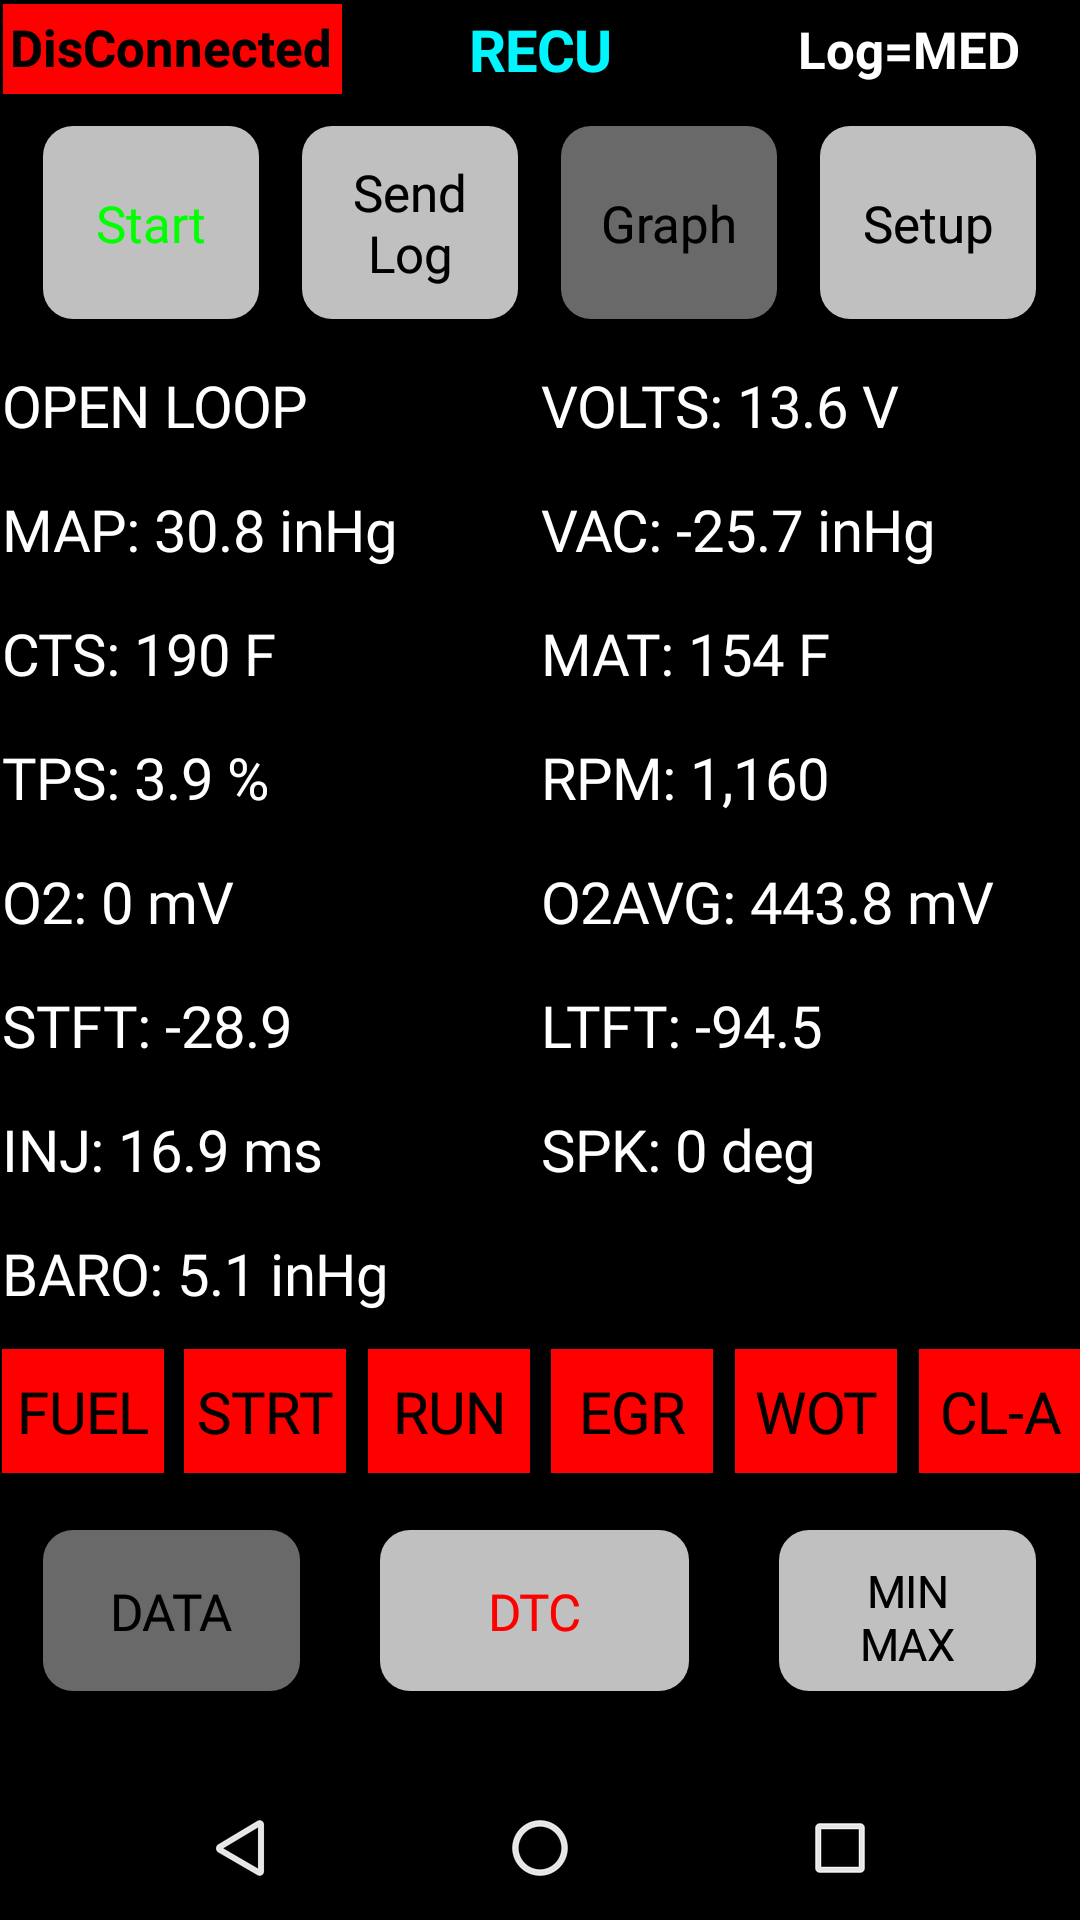 DisConnected RECU Log=MED
Start Send Log Graph Setup
OPEN LOOP VOLTS: 13.6 V
MAP: 30.8 inHg VAC: -25.7 inHg
CTS: 190 F MAT: 154 F
TPS: 3.9 % RPM: 1,160
O2: 0 mV O2AVG: 443.8 mV
STFT: -28.9 LTFT: -94.5
INJ: 16.9 ms SPK: 0 deg
BARO: 5.1 inHg
FUEL STRT RUN EGR WOT CL-A
DATA DTC MIN MAX